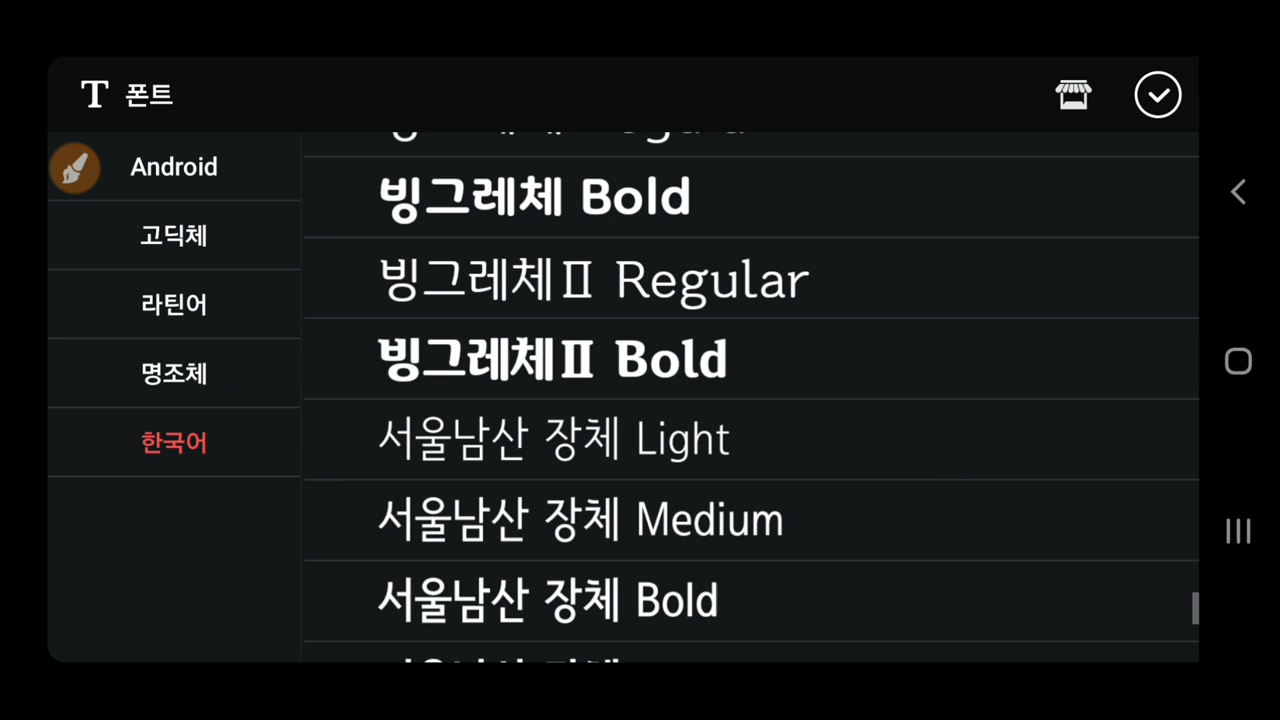 T 폰트
Android
고딕체
라틴어
명조체
한국어
빙그레체 Bold
빙그레체Ⅱ Regular
빙그레체Ⅱ Bold
서울남산 장체 Light
서울남산 장체 Medium
서울남산 장체 Bold